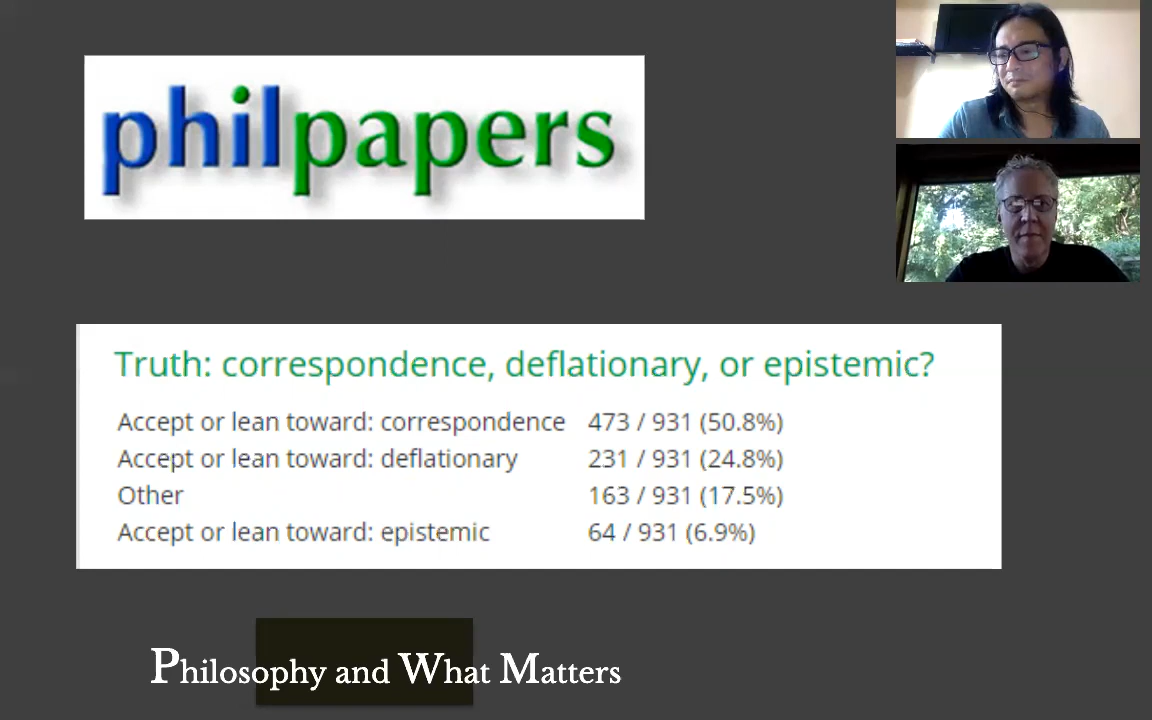 philpapers
Truth: correspondence, deflationary, or epistemic?
Accept or lean toward: correspondence 473 / 931 (50.8%)
Accept or lean toward: deflationary 231 / 931 (24.8%)
Other 163 / 931 (17.5%)
Accept or lean toward: epistemic 64 / 931 (6.9%)
Philosophy and What Matters